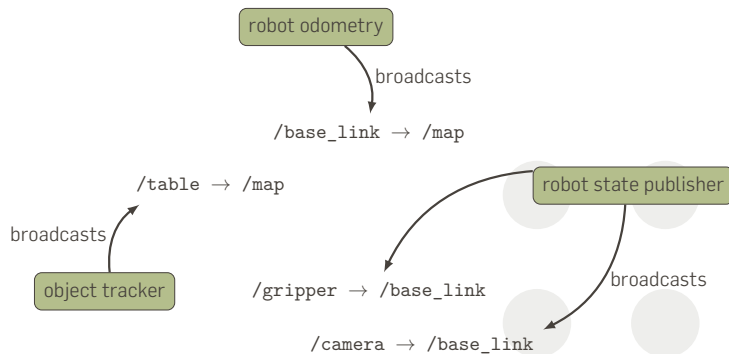 robot odometry
broadcasts
/base_link → /map
/table → /map
robot state publisher
broadcasts
object tracker
/gripper → /base_link
broadcasts
/camera → /base_link